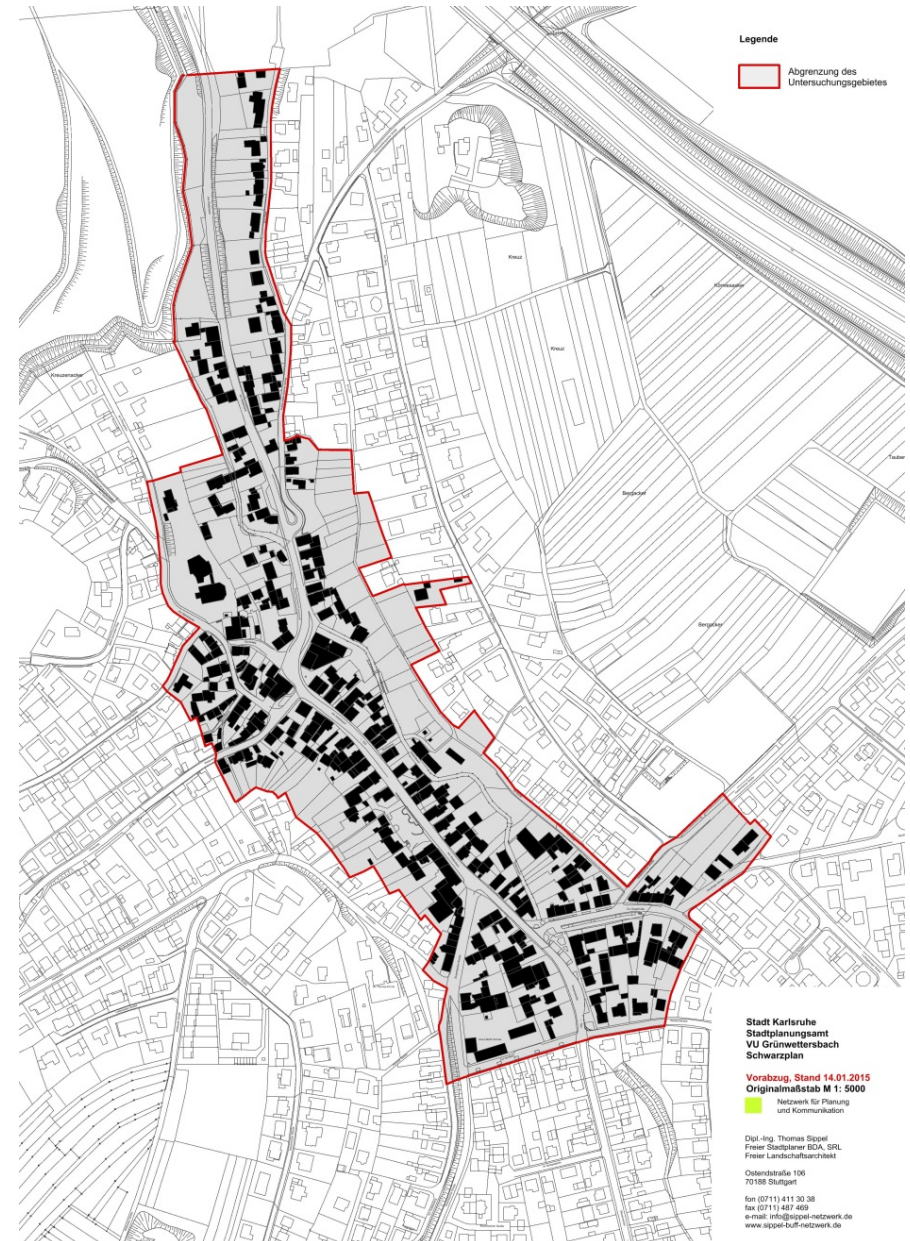 Legende
Abgrenzung des
Untersuchungsgebietes
Kreuz
Kreuz
Kreuzenäcker
Bergäcker
Bergäcker
Stadt Karlsruhe
Stadtplanungsamt
VU Grünwettersbach
Schwarzplan
Vorabzug, Stand 14.01.2015
Originalmaßstab M 1: 5000
Netzwerk für Planung
und Kommunikation
Dipl.-Ing. Thomas Sippel
Freier Stadtplaner BDA, SRL
Freier Landschaftsarchitekt
Ostendstraße 106
70188 Stuttgart
fon (0711) 411 30 38
fax (0711) 487 469
e-mail: info@sippel-netzwerk.de
www.sippel-buff-netzwerk.de